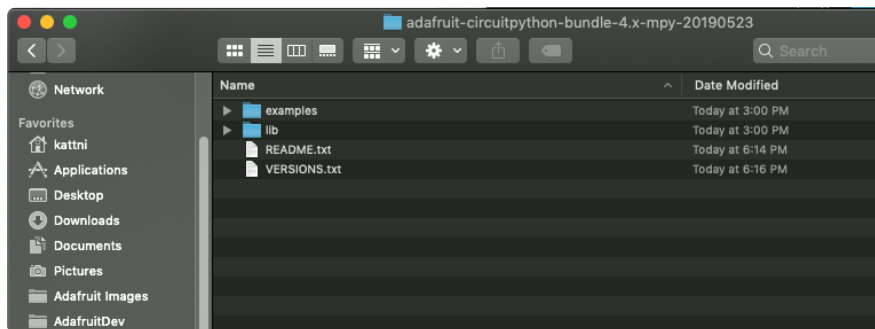 adafruit-circuitpython-bundle-4.x-mpy-20190523
Search
Network
Favorites
kattni
Applications
Desktop
Downloads
Documents
Pictures
Adafruit Images
AdafruitDev
Name Date Modified
examples Today at 3:00 PM
lib Today at 3:00 PM
README.txt Today at 6:14 PM
VERSIONS.txt Today at 6:16 PM